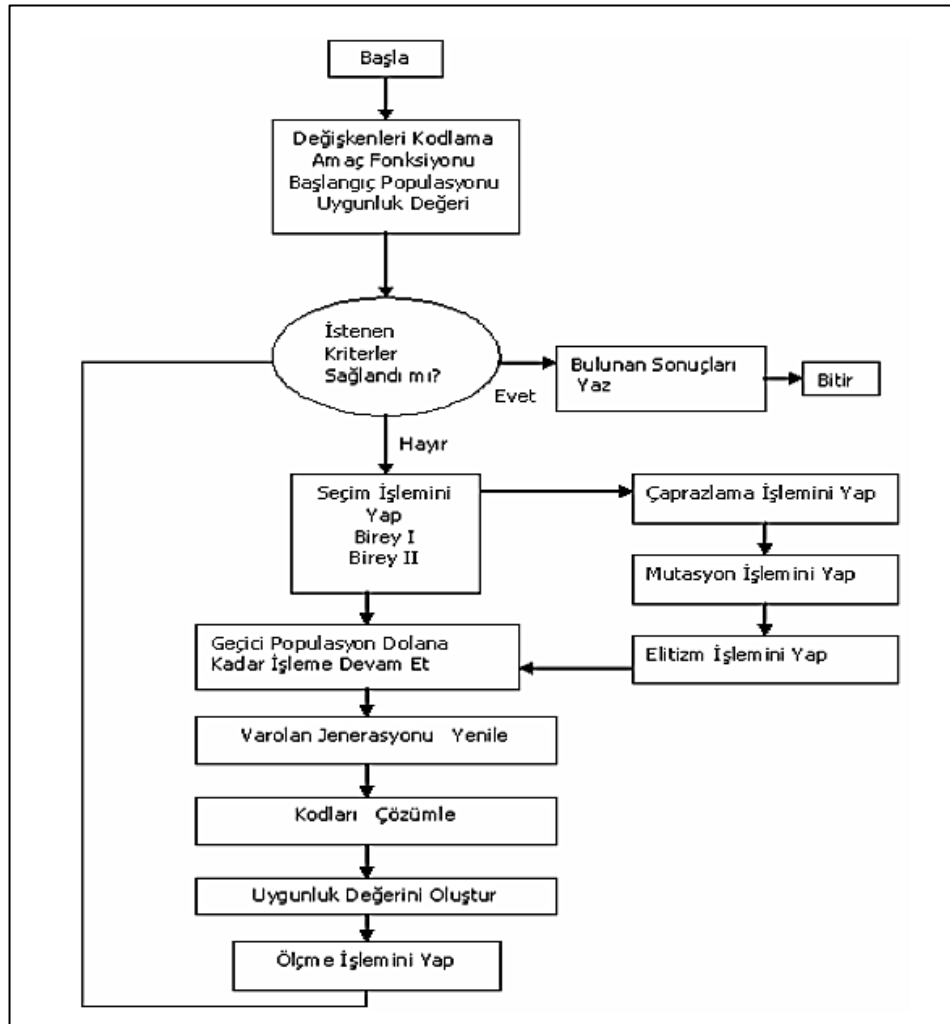 Başla
Değişkenleri Kodlama
Amaç Fonksiyonu
Başlangıç Populasyonu
Uygunluk Değeri
İstenen
Kriterler
Sağlandı mı?
Evet
Bulunan Sonuçları
Yaz
Bitir
Hayır
Seçim İşlemini
Yap
Birey I
Birey II
Çaprazlama İşlemini Yap
Mutasyon İşlemini Yap
Elitizm İşlemini Yap
Geçici Populasyon Dolana
Kadar İşleme Devam Et
Varolan Jenerasyonu Yenile
Kodları Çözümle
Uygunluk Değerini Oluştur
Ölçme İşlemini Yap